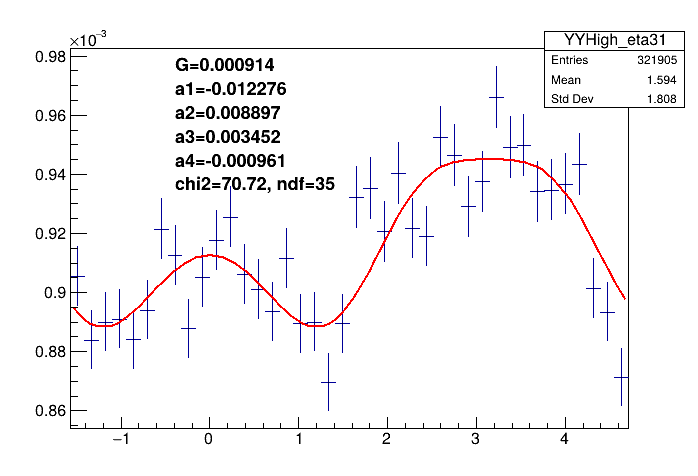 ×10⁻³
YYHigh_eta31
Entries 321905
Mean 1.594
Std Dev 1.808
G=0.000914
a1=-0.012276
a2=0.008897
a3=0.003452
a4=-0.000961
chi2=70.72, ndf=35
0.98
0.96
0.94
0.92
0.9
0.88
0.86
−1 0 1 2 3 4